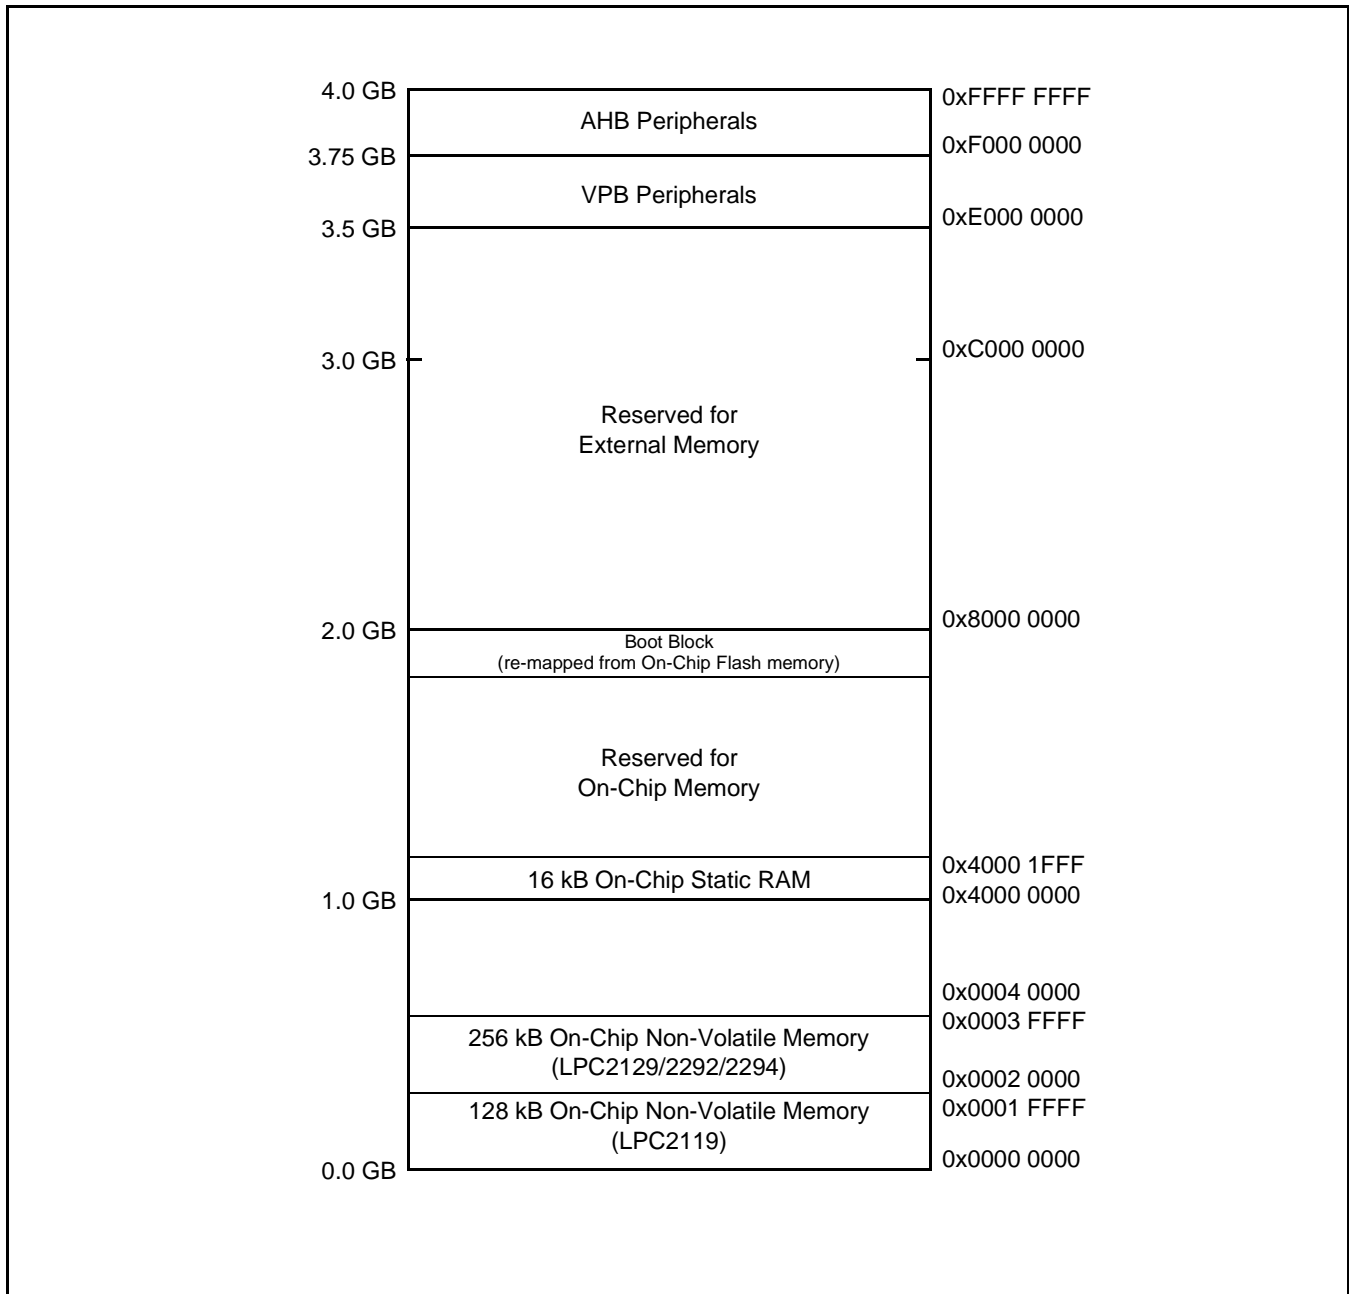 4.0 GB
0xFFFF FFFF
AHB Peripherals
0xF000 0000
3.75 GB
VPB Peripherals
0xE000 0000
3.5 GB
0xC000 0000
3.0 GB
Reserved for
External Memory
0x8000 0000
2.0 GB
Boot Block
(re-mapped from On-Chip Flash memory)
Reserved for
On-Chip Memory
0x4000 1FFF
16 kB On-Chip Static RAM
0x4000 0000
1.0 GB
0x0004 0000
0x0003 FFFF
256 kB On-Chip Non-Volatile Memory
(LPC2129/2292/2294)
0x0002 0000
0x0001 FFFF
128 kB On-Chip Non-Volatile Memory
(LPC2119)
0x0000 0000
0.0 GB